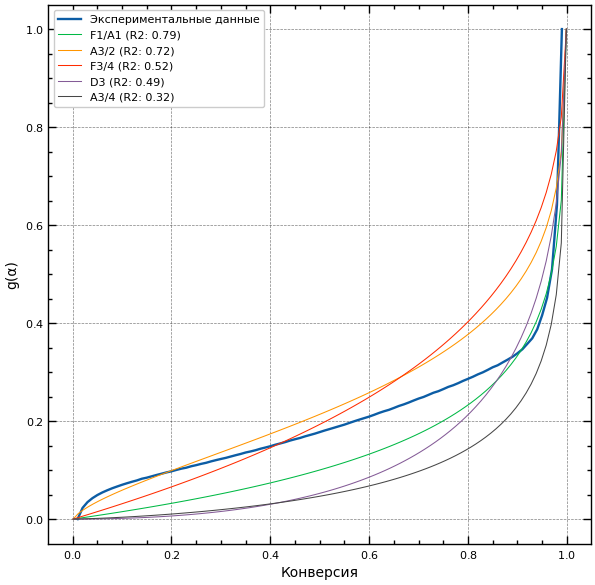 Экспериментальные данные
F1/A1 (R2: 0.79)
A3/2 (R2: 0.72)
F3/4 (R2: 0.52)
D3 (R2: 0.49)
A3/4 (R2: 0.32)
1.0
0.8
0.6
0.4
0.2
0.0
g(α)
0.0 0.2 0.4 0.6 0.8 1.0
Конверсия